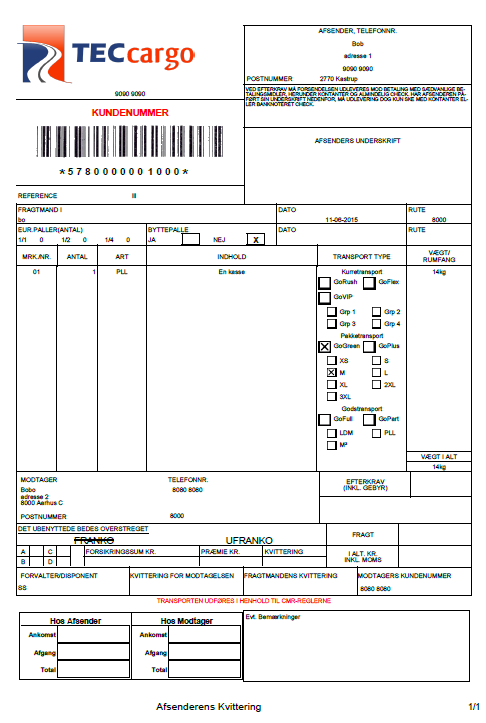 TECcargo
9090 9090
KUNDENUMMER
*578000001000*
REFERENCE III
AFSENDER, TELEFONNR.
Bob
adresse 1
9090 9090
POSTNUMMER 2770 Kastrup
VED EFTERKRAV MÅ FORSENDELSEN UDLEVERES MOD BETALING MED SÆDVANLIGE BE-
TALINGSMIDLER, HERUNDER KONTANTER OG ALMINDELIG CHECK. HAR AFSENDEREN PÅ-
FØRT SIN UNDERSKRIFT NEDENFOR, MÅ UDLEVERING DOG KUN SKE MOD KONTANTER EL-
LER BANKNOTERET CHECK.
AFSENDERS UNDERSKRIFT
FRAGTMAND I DATO RUTE
bo 11-06-2015 8000
EUR.PALLER(ANTAL) BYTTEPALLE DATO RUTE
1/1 0 1/2 0 1/4 0 JA NEJ X
MRK./NR. ANTAL ART INDHOLD TRANSPORT TYPE VÆGT/
RUMFANG
01 1 PLL En kasse Kurretransport 14kg
GoRush GoFlex
GoVIP
Grp 1 Grp 2
Grp 3 Grp 4
Pakketransport
X GoGreen GoPlus
XS S
X M L
XL 2XL
3XL
Godstransport
GoFull GoPart
LDM PLL
M²
VÆGT I ALT
14kg
MODTAGER TELEFONNR.
Bobo 8080 8080
adresse 2
8000 Aarhus C
POSTNUMMER 8000
EFTERKRAV
(INKL. GEBYR)
DET UBENYTTEDE BEDES OVERSTREGET
FRANKO UFRANKO
FRAGT
A C FORSIKRINGSSUM KR. PRÆMIE KR. KVITTERING
B D
I ALT. KR.
INKL. MOMS
FORVALTER/DISPONENT KVITTERING FOR MODTAGELSEN FRAGTMANDENS KVITTERING MODTAGERS KUNDENUMMER
SS 8080 8080
TRANSPORTEN UDFØRES I HENHOLD TIL CMR-REGLERNE
Hos Afsender Hos Modtager
Ankomst Ankomst
Afgang Afgang
Total Total
Evt. Bemærkninger
Afsenderens Kvittering 1/1